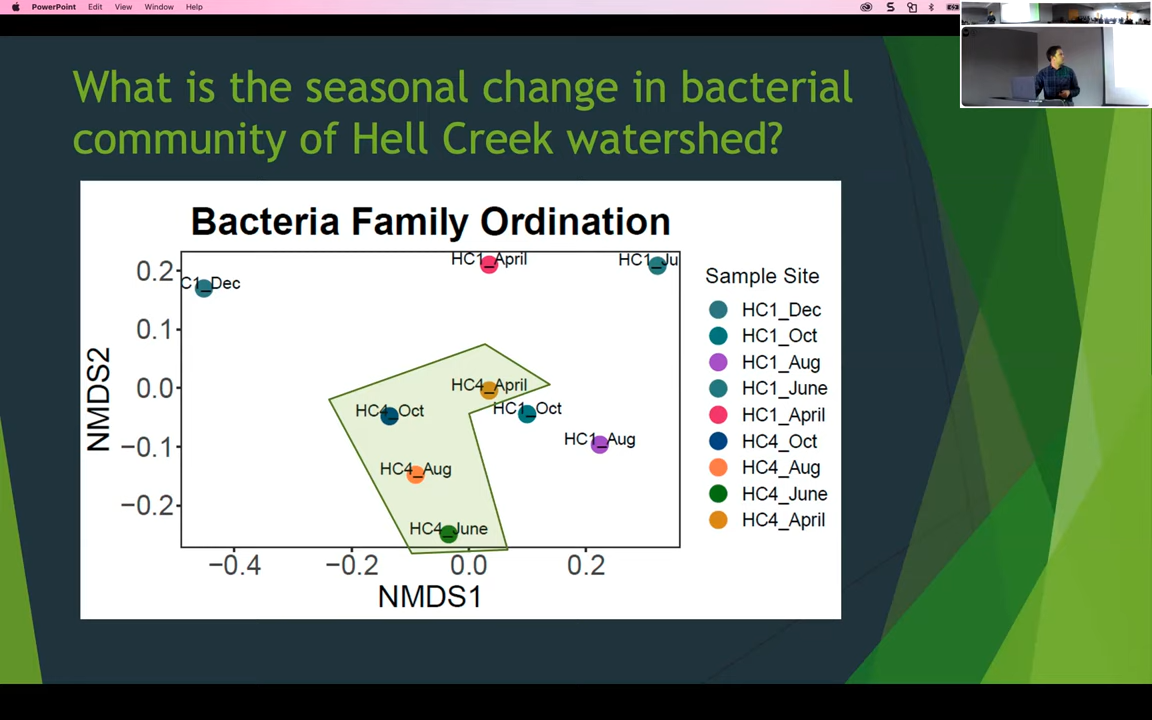 PowerPoint Edit View Window Help
What is the seasonal change in bacterial
community of Hell Creek watershed?
Bacteria Family Ordination
NMDS2
0.2
0.1
0.0
−0.1
−0.2
C1_Dec
HC1_April
HC1_Ju
HC4_April
HC4_Oct
HC1_Oct
HC1_Aug
HC4_Aug
HC4_June
−0.4 −0.2 0.0 0.2
NMDS1
Sample Site
HC1_Dec
HC1_Oct
HC1_Aug
HC1_June
HC1_April
HC4_Oct
HC4_Aug
HC4_June
HC4_April